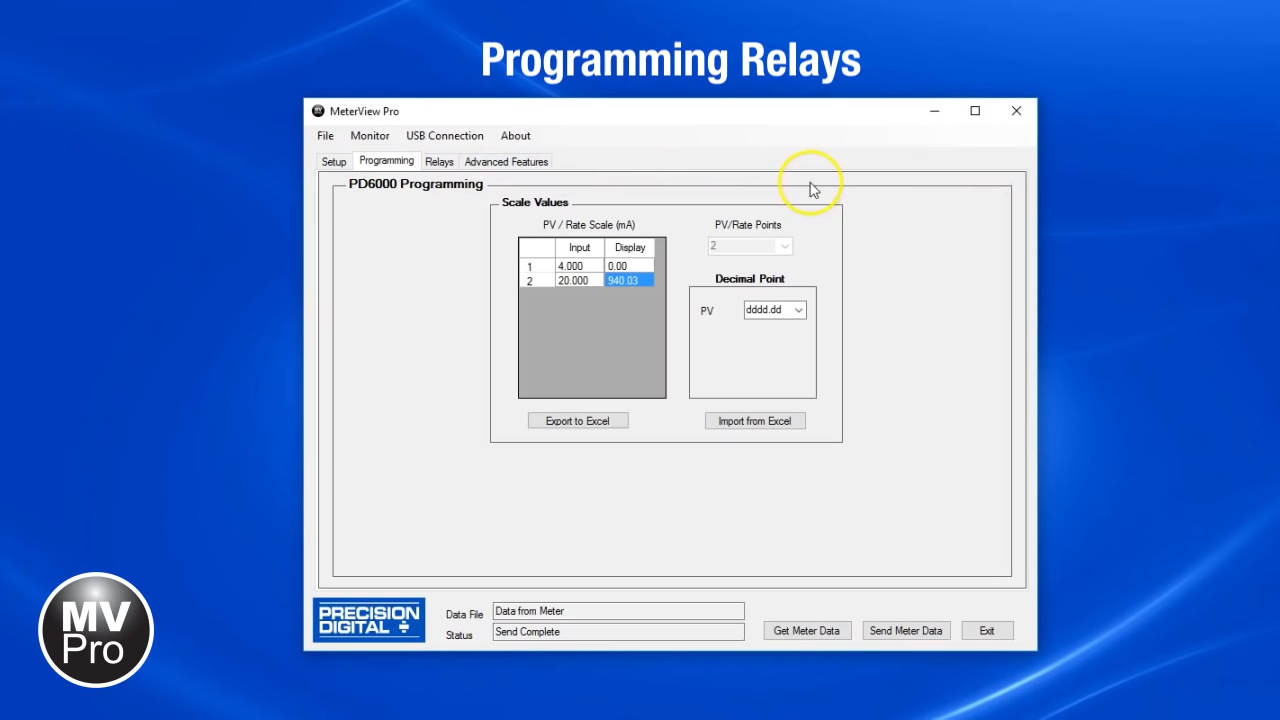 Programming Relays
MeterView Pro
File Monitor USB Connection About
Setup Programming Relays Advanced Features
PD6000 Programming
Scale Values
PV / Rate Scale (mA) PV/Rate Points
Input Display
2
1 4.000 0.00
2 20.000 940.03
Decimal Point
PV dddd.dd
Export to Excel Import from Excel
PRECISION
DIGITAL
Data File Data from Meter
Status Send Complete
Get Meter Data Send Meter Data Exit
MV
Pro